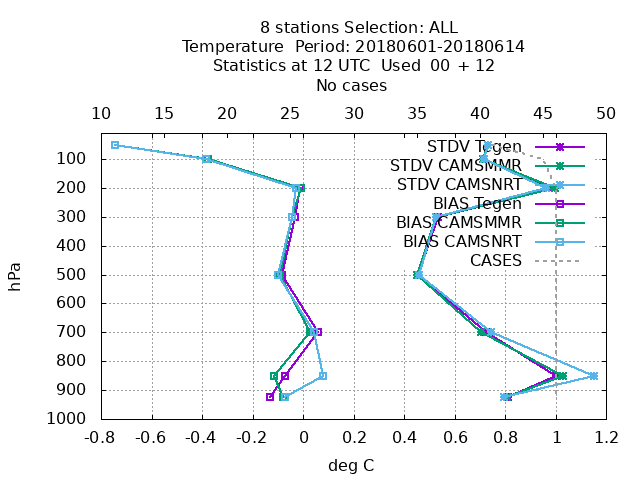 8 stations Selection: ALL
Temperature  Period: 20180601-20180614
Statistics at 12 UTC  Used  00 + 12
No cases
10 15 20 25 30 35 40 45 50
STDV Tegen
STDV CAMSMMR
STDV CAMSNRT
BIAS Tegen
BIAS CAMSMMR
BIAS CAMSNRT
CASES
hPa
100
200
300
400
500
600
700
800
900
1000
-0.8 -0.6 -0.4 -0.2 0 0.2 0.4 0.6 0.8 1 1.2
deg C